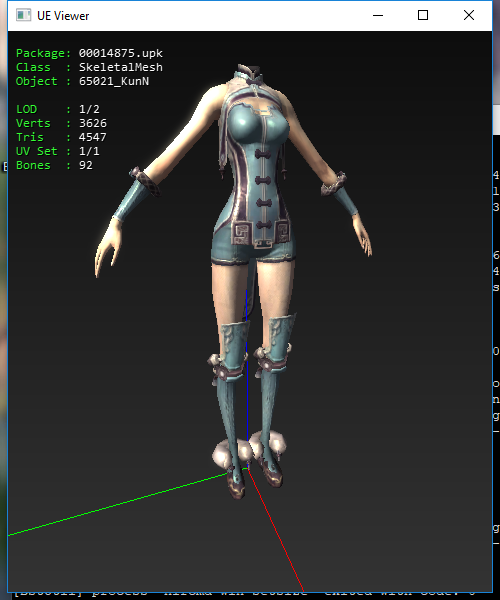 UE Viewer
Package: 00014875.upk
Class : SkeletalMesh
Object : 65021_KunN
LOD : 1/2
Verts : 3626
Tris : 4547
UV Set : 1/1
Bones : 92